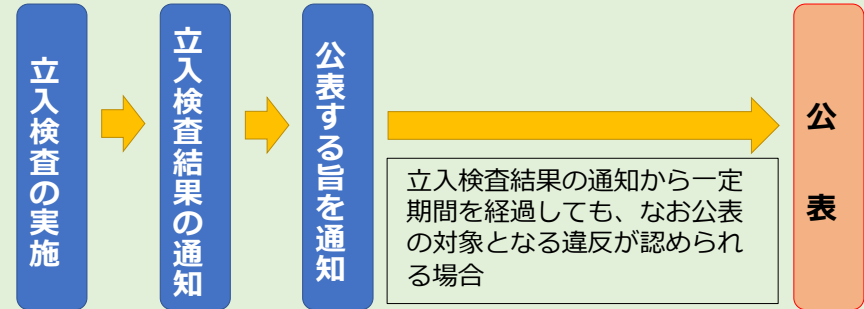 立入検査の実施
立入検査結果の通知
公表する旨を通知
立入検査結果の通知から一定
期間を経過しても、なお公表
の対象となる違反が認められ
る場合
公表